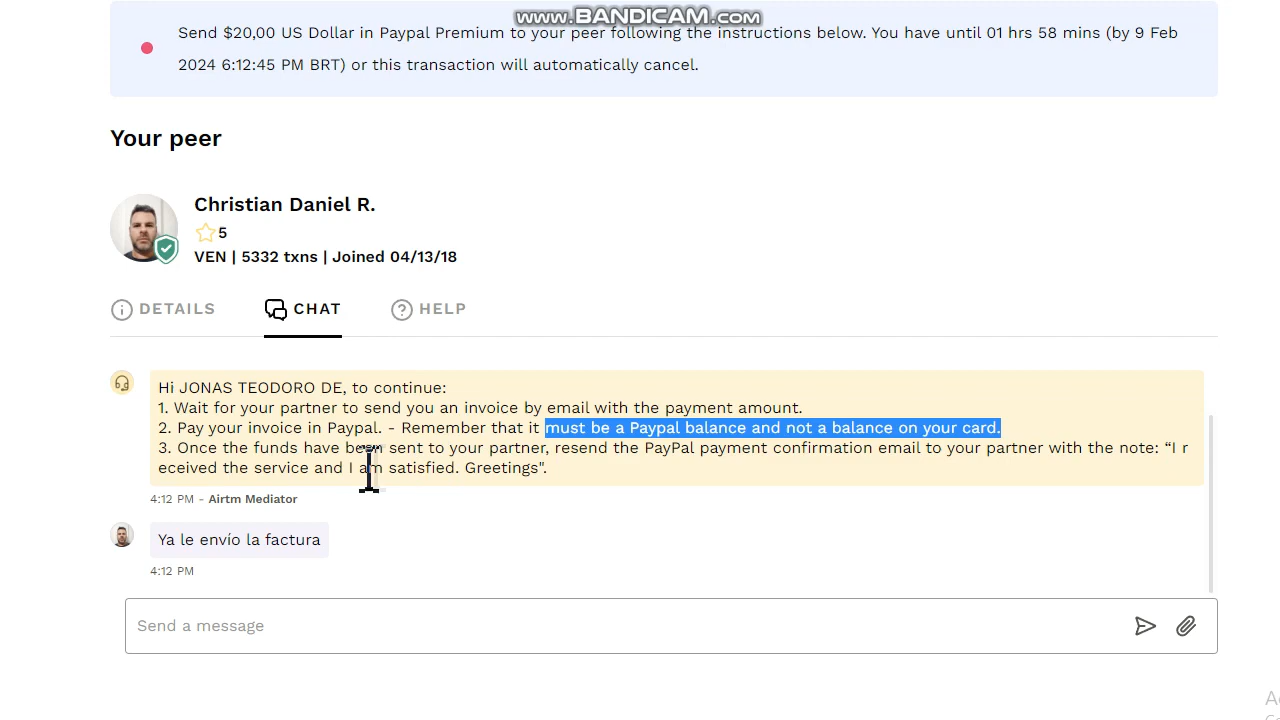 www.BANDICAM.com
Send $20,00 US Dollar in Paypal Premium to your peer following the instructions below. You have until 01 hrs 58 mins (by 9 Feb
2024 6:12:45 PM BRT) or this transaction will automatically cancel.
Your peer
Christian Daniel R.
5
VEN | 5332 txns | Joined 04/13/18
DETAILS CHAT HELP
Hi JONAS TEODORO DE, to continue:
1. Wait for your partner to send you an invoice by email with the payment amount.
2. Pay your invoice in Paypal. - Remember that it must be a Paypal balance and not a balance on your card.
3. Once the funds have been sent to your partner, resend the PayPal payment confirmation email to your partner with the note: “I r
eceived the service and I am satisfied. Greetings".
4:12 PM - Airtm Mediator
Ya le envío la factura
4:12 PM
Send a message